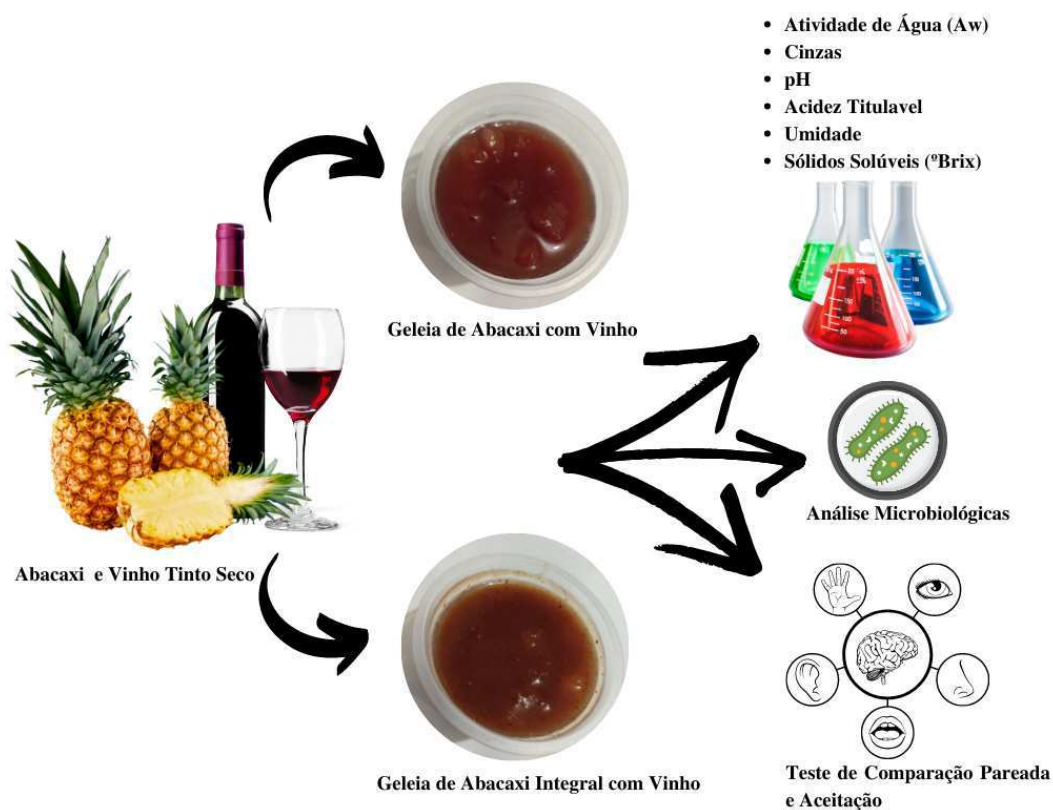 • Atividade de Água (Aw)
• Cinzas
• pH
• Acidez Titulavel
• Umidade
• Sólidos Solúveis (ºBrix)
Geleia de Abacaxi com Vinho
Abacaxi e Vinho Tinto Seco
Análise Microbiológicas
Geleia de Abacaxi Integral com Vinho
Teste de Comparação Pareada
e Aceitação